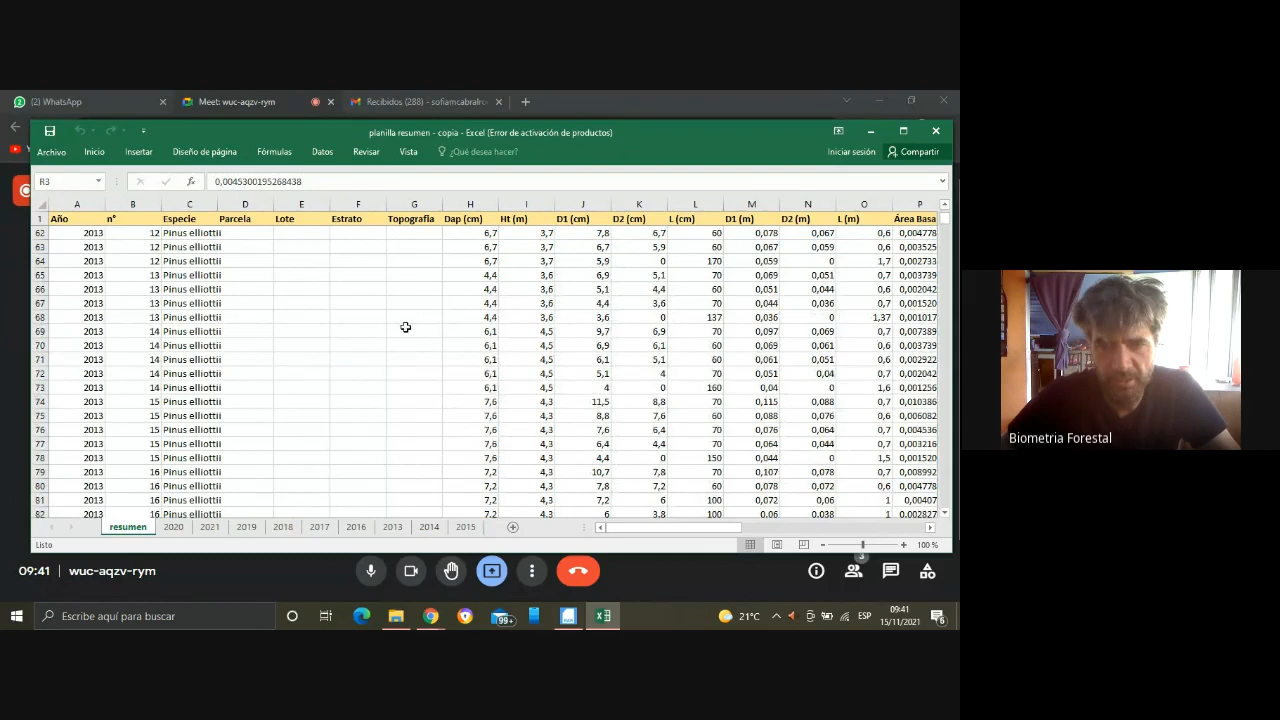 (2) WhatsApp
Meet: wuc-aqzv-rym
Recibidos (288) - sofiamcabralro
planilla resumen - copia - Excel (Error de activación de productos)
Archivo Inicio Insertar Diseño de página Fórmulas Datos Revisar Vista ¿Qué desea hacer? Iniciar sesión Compartir
R3 fx 0,0045300195268438
A B C D E F G H I J K L M N O P
1 Año n° Especie Parcela Lote Estrato Topografia Dap (cm) Ht (m) D1 (cm) D2 (cm) L (cm) D1 (m) D2 (m) L (m) Área Basa
62 2013 12 Pinus elliottii 6,7 3,7 7,8 6,7 60 0,078 0,067 0,6 0,004778
63 2013 12 Pinus elliottii 6,7 3,7 6,7 5,9 60 0,067 0,059 0,6 0,003525
64 2013 12 Pinus elliottii 6,7 3,7 5,9 0 170 0,059 0 1,7 0,002733
65 2013 13 Pinus elliottii 4,4 3,6 6,9 5,1 70 0,069 0,051 0,7 0,003739
66 2013 13 Pinus elliottii 4,4 3,6 5,1 4,4 60 0,051 0,044 0,6 0,002042
67 2013 13 Pinus elliottii 4,4 3,6 4,4 3,6 70 0,044 0,036 0,7 0,001520
68 2013 13 Pinus elliottii 4,4 3,6 3,6 0 137 0,036 0 1,37 0,001017
69 2013 14 Pinus elliottii 6,1 4,5 9,7 6,9 70 0,097 0,069 0,7 0,007389
70 2013 14 Pinus elliottii 6,1 4,5 6,9 6,1 60 0,069 0,061 0,6 0,003739
71 2013 14 Pinus elliottii 6,1 4,5 6,1 5,1 60 0,061 0,051 0,6 0,002922
72 2013 14 Pinus elliottii 6,1 4,5 5,1 4 70 0,051 0,04 0,7 0,002042
73 2013 14 Pinus elliottii 6,1 4,5 4 0 160 0,04 0 1,6 0,001256
74 2013 15 Pinus elliottii 7,6 4,3 11,5 8,8 70 0,115 0,088 0,7 0,010386
75 2013 15 Pinus elliottii 7,6 4,3 8,8 7,6 60 0,088 0,076 0,6 0,006082
76 2013 15 Pinus elliottii 7,6 4,3 7,6 6,4 70 0,076 0,064 0,7 0,004536
77 2013 15 Pinus elliottii 7,6 4,3 6,4 4,4 70 0,064 0,044 0,7 0,003216
78 2013 15 Pinus elliottii 7,6 4,3 4,4 0 150 0,044 0 1,5 0,001520
79 2013 16 Pinus elliottii 7,2 4,3 10,7 7,8 70 0,107 0,078 0,7 0,008992
80 2013 16 Pinus elliottii 7,2 4,3 7,8 7,2 60 0,078 0,072 0,6 0,004778
81 2013 16 Pinus elliottii 7,2 4,3 7,2 6 100 0,072 0,06 1 0,00407
82 2013 16 Pinus elliottii 7,2 4,3 6 3,8 100 0,06 0,038 1 0,002827
resumen 2020 2021 2019 2018 2017 2016 2013 2014 2015
Listo 100 %
09:41 | wuc-aqzv-rym 3
Escribe aquí para buscar 99+ 21°C ESP 09:41
15/11/2021 6
Biometria Forestal